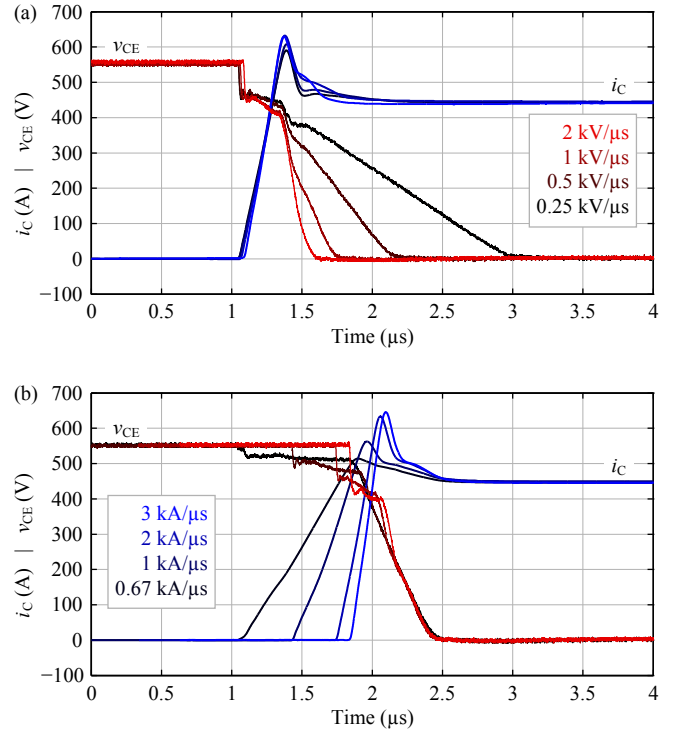 (a)
700
600
500
400
300
200
100
0
−100
iC (A) | vCE (V)
vCE
iC
2 kV/µs
1 kV/µs
0.5 kV/µs
0.25 kV/µs
0 0.5 1 1.5 2 2.5 3 3.5 4
Time (µs)
(b)
700
600
500
400
300
200
100
0
−100
iC (A) | vCE (V)
vCE
iC
3 kA/µs
2 kA/µs
1 kA/µs
0.67 kA/µs
0 0.5 1 1.5 2 2.5 3 3.5 4
Time (µs)